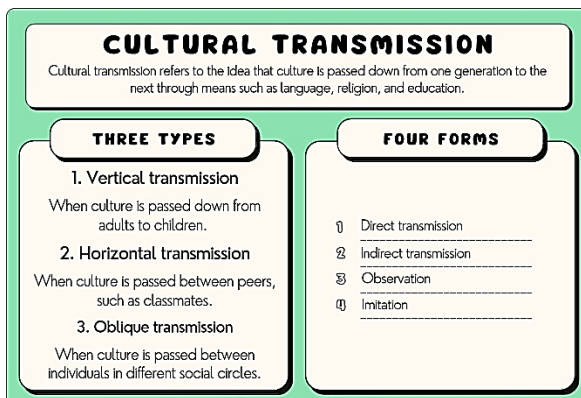 CULTURAL TRANSMISSION
Cultural transmission refers to the idea that culture is passed down from one generation to the
next through means such as language, religion, and education.
THREE TYPES
1. Vertical transmission
When culture is passed down from
adults to children.
2. Horizontal transmission
When culture is passed between peers,
such as classmates.
3. Oblique transmission
When culture is passed between
individuals in different social circles.
FOUR FORMS
1 Direct transmission
2 Indirect transmission
3 Observation
4 Imitation